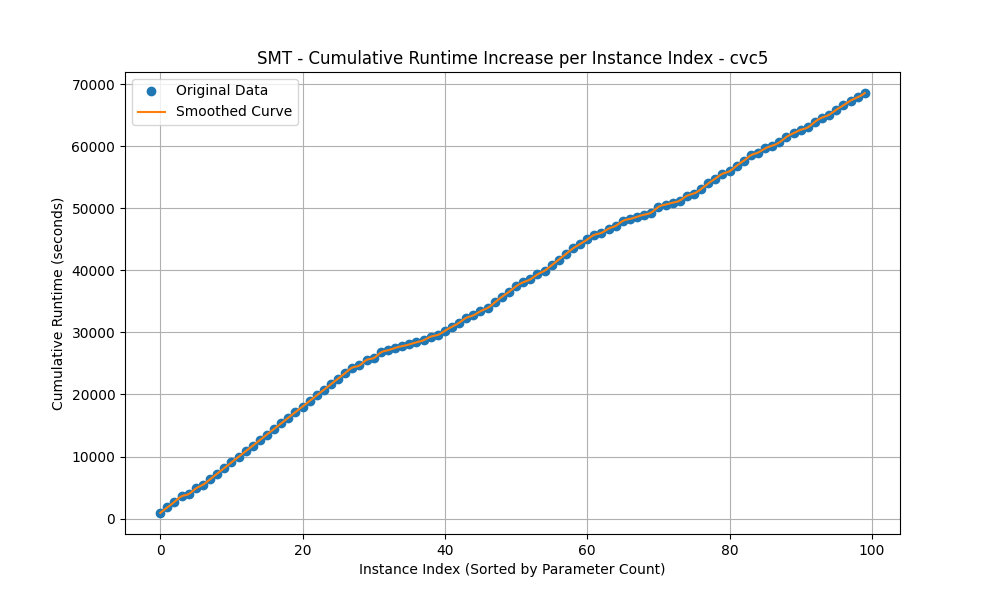 SMT - Cumulative Runtime Increase per Instance Index - cvc5
Original Data
Smoothed Curve
Cumulative Runtime (seconds)
70000
60000
50000
40000
30000
20000
10000
0
0 20 40 60 80 100
Instance Index (Sorted by Parameter Count)